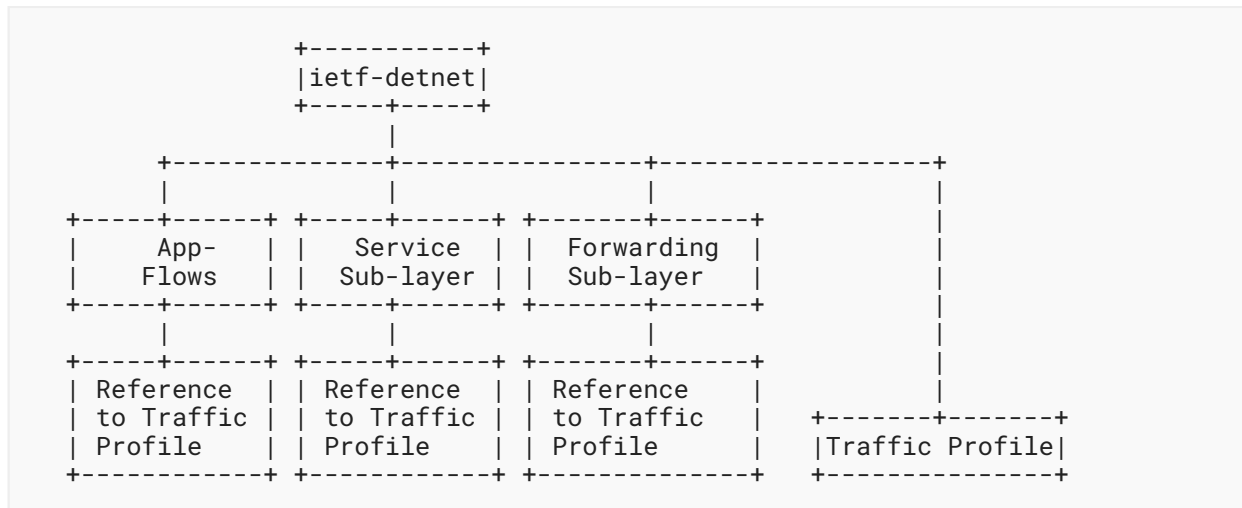 +-----------+
|ietf-detnet|
+-----+-----+
|
+--------------+----------------+------------------+
| | | |
+-----+------+ +-----+------+ +-------+------+ |
| App- | | Service | | Forwarding | |
| Flows | | Sub-layer | | Sub-layer | |
+-----+------+ +-----+------+ +-------+------+ |
| | | |
+-----+------+ +-----+------+ +-------+------+ |
| Reference | | Reference | | Reference | |
| to Traffic | | to Traffic | | to Traffic | +-------+-------+
| Profile | | Profile | | Profile | |Traffic Profile|
+------------+ +------------+ +--------------+ +---------------+